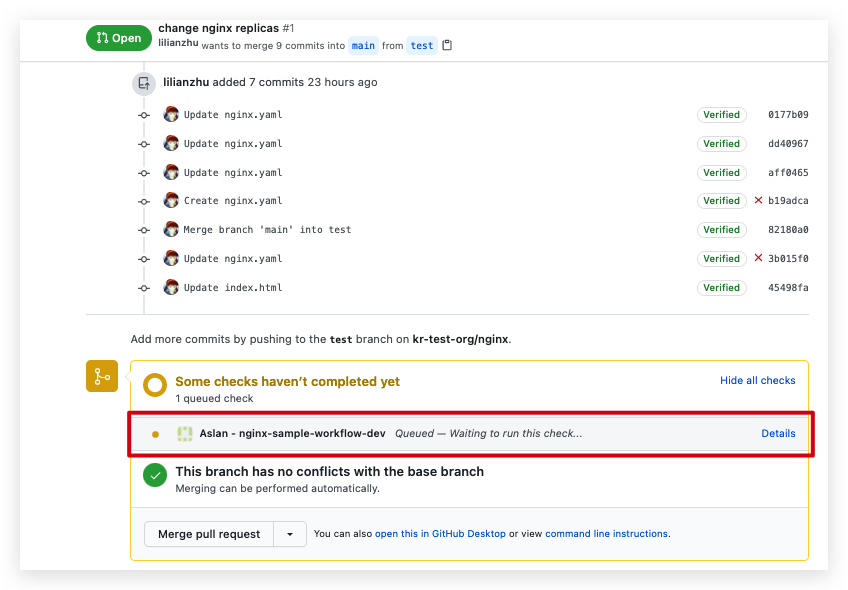 Open
change nginx replicas #1
lilianzhu wants to merge 9 commits into main from test
lilianzhu added 7 commits 23 hours ago
Update nginx.yaml Verified 0177b09
Update nginx.yaml Verified dd40967
Update nginx.yaml Verified aff0465
Create nginx.yaml Verified b19adca
Merge branch 'main' into test Verified 82180a0
Update nginx.yaml Verified 3b015f0
Update index.html Verified 45498fa
Add more commits by pushing to the test branch on kr-test-org/nginx.
Some checks haven’t completed yet Hide all checks
1 queued check
Aslan - nginx-sample-workflow-dev Queued — Waiting to run this check... Details
This branch has no conflicts with the base branch
Merging can be performed automatically.
Merge pull request You can also open this in GitHub Desktop or view command line instructions.